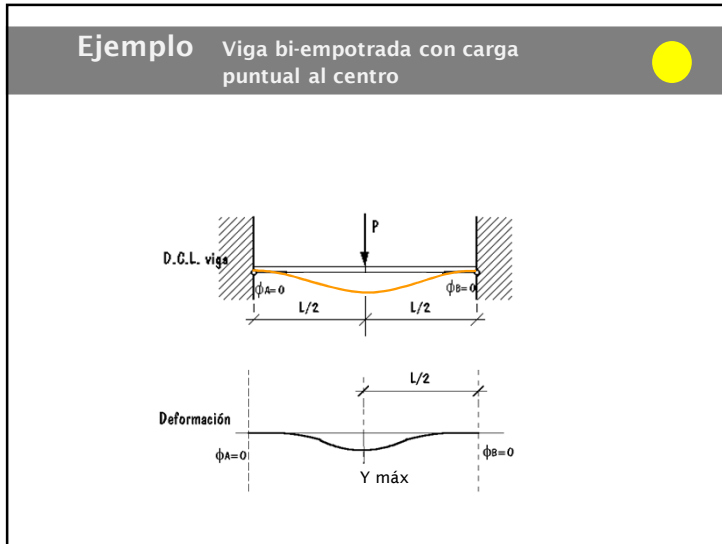 Ejemplo Viga bi-empotrada con carga
puntual al centro
P
D.C.L. viga
ϕA=0 ϕB=0
L/2 L/2
L/2
Deformación
ϕA=0 ϕB=0
Y máx